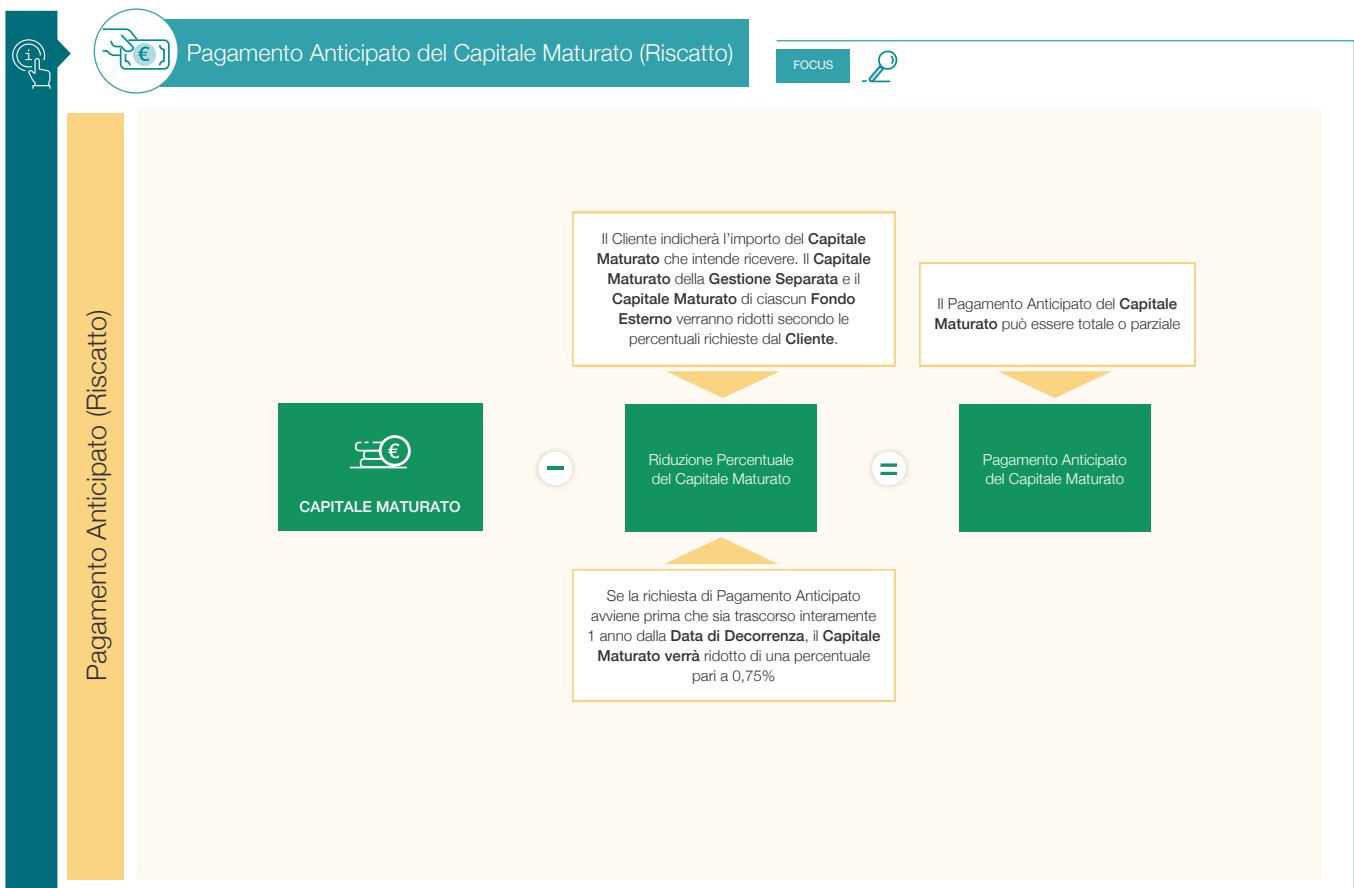 Pagamento Anticipato del Capitale Maturato (Riscatto)
FOCUS
Pagamento Anticipato (Riscatto)
Il Cliente indicherà l'importo del Capitale
Maturato che intende ricevere. Il Capitale
Maturato della Gestione Separata e il
Capitale Maturato di ciascun Fondo
Esterno verranno ridotti secondo le
percentuali richieste dal Cliente.
Il Pagamento Anticipato del Capitale
Maturato può essere totale o parziale
CAPITALE MATURATO
Riduzione Percentuale
del Capitale Maturato
Pagamento Anticipato
del Capitale Maturato
Se la richiesta di Pagamento Anticipato
avviene prima che sia trascorso interamente
1 anno dalla Data di Decorrenza, il Capitale
Maturato verrà ridotto di una percentuale
pari a 0,75%